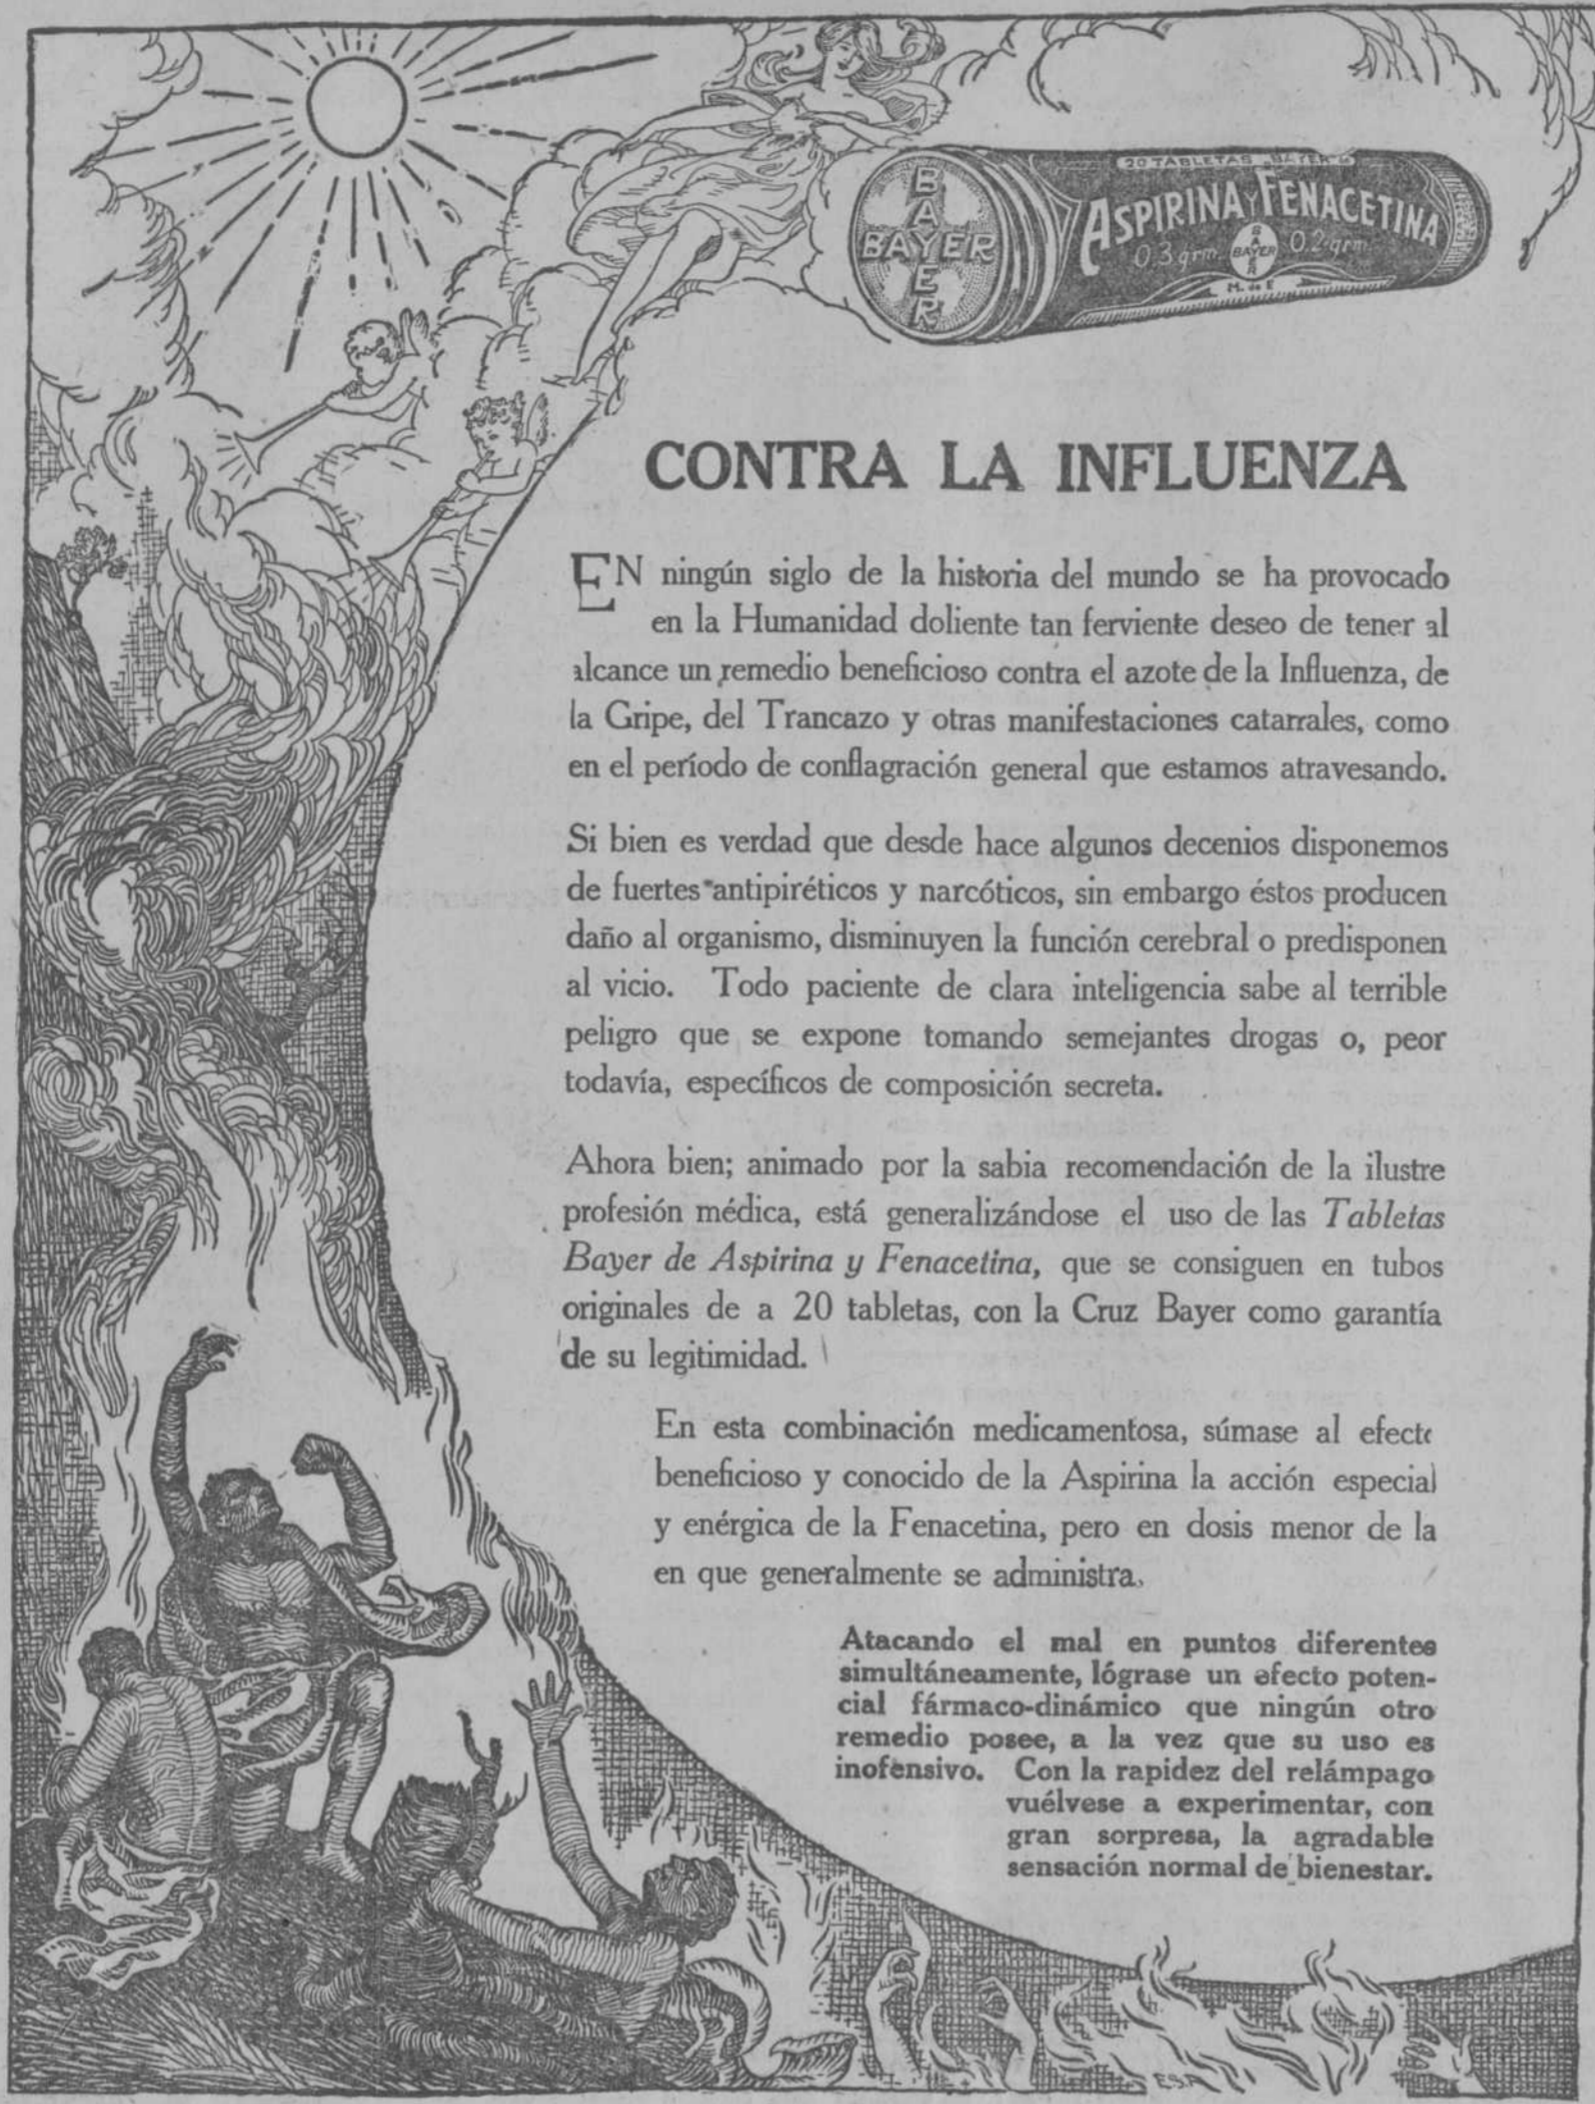 20 TABLETAS „BAYER" de
ASPIRINA Y FENACETINA
0.3 grm. 0.2 grm.
BAYER
BAYER
BAYER
BAYER
M. de F.
CONTRA LA INFLUENZA
EN ningún siglo de la historia del mundo se ha provocado
en la Humanidad doliente tan ferviente deseo de tener al
alcance un remedio beneficioso contra el azote de la Influenza, de
la Gripe, del Trancazo y otras manifestaciones catarrales, como
en el período de conflagración general que estamos atravesando.
Si bien es verdad que desde hace algunos decenios disponemos
de fuertes antipiréticos y narcóticos, sin embargo éstos producen
daño al organismo, disminuyen la función cerebral o predisponen
al vicio. Todo paciente de clara inteligencia sabe al terrible
peligro que se expone tomando semejantes drogas o, peor
todavía, específicos de composición secreta.
Ahora bien; animado por la sabia recomendación de la ilustre
profesión médica, está generalizándose el uso de las Tabletas
Bayer de Aspirina y Fenacetina, que se consiguen en tubos
originales de a 20 tabletas, con la Cruz Bayer como garantía
de su legitimidad.
En esta combinación medicamentosa, súmase al efecto
beneficioso y conocido de la Aspirina la acción especial
y enérgica de la Fenacetina, pero en dosis menor de la
en que generalmente se administra.
Atacando el mal en puntos diferentes
simultáneamente, lógrase un efecto poten-
cial fármaco-dinámico que ningún otro
remedio posee, a la vez que su uso es
inofensivo. Con la rapidez del relámpago
vuélvese a experimentar, con
gran sorpresa, la agradable
sensación normal de bienestar.